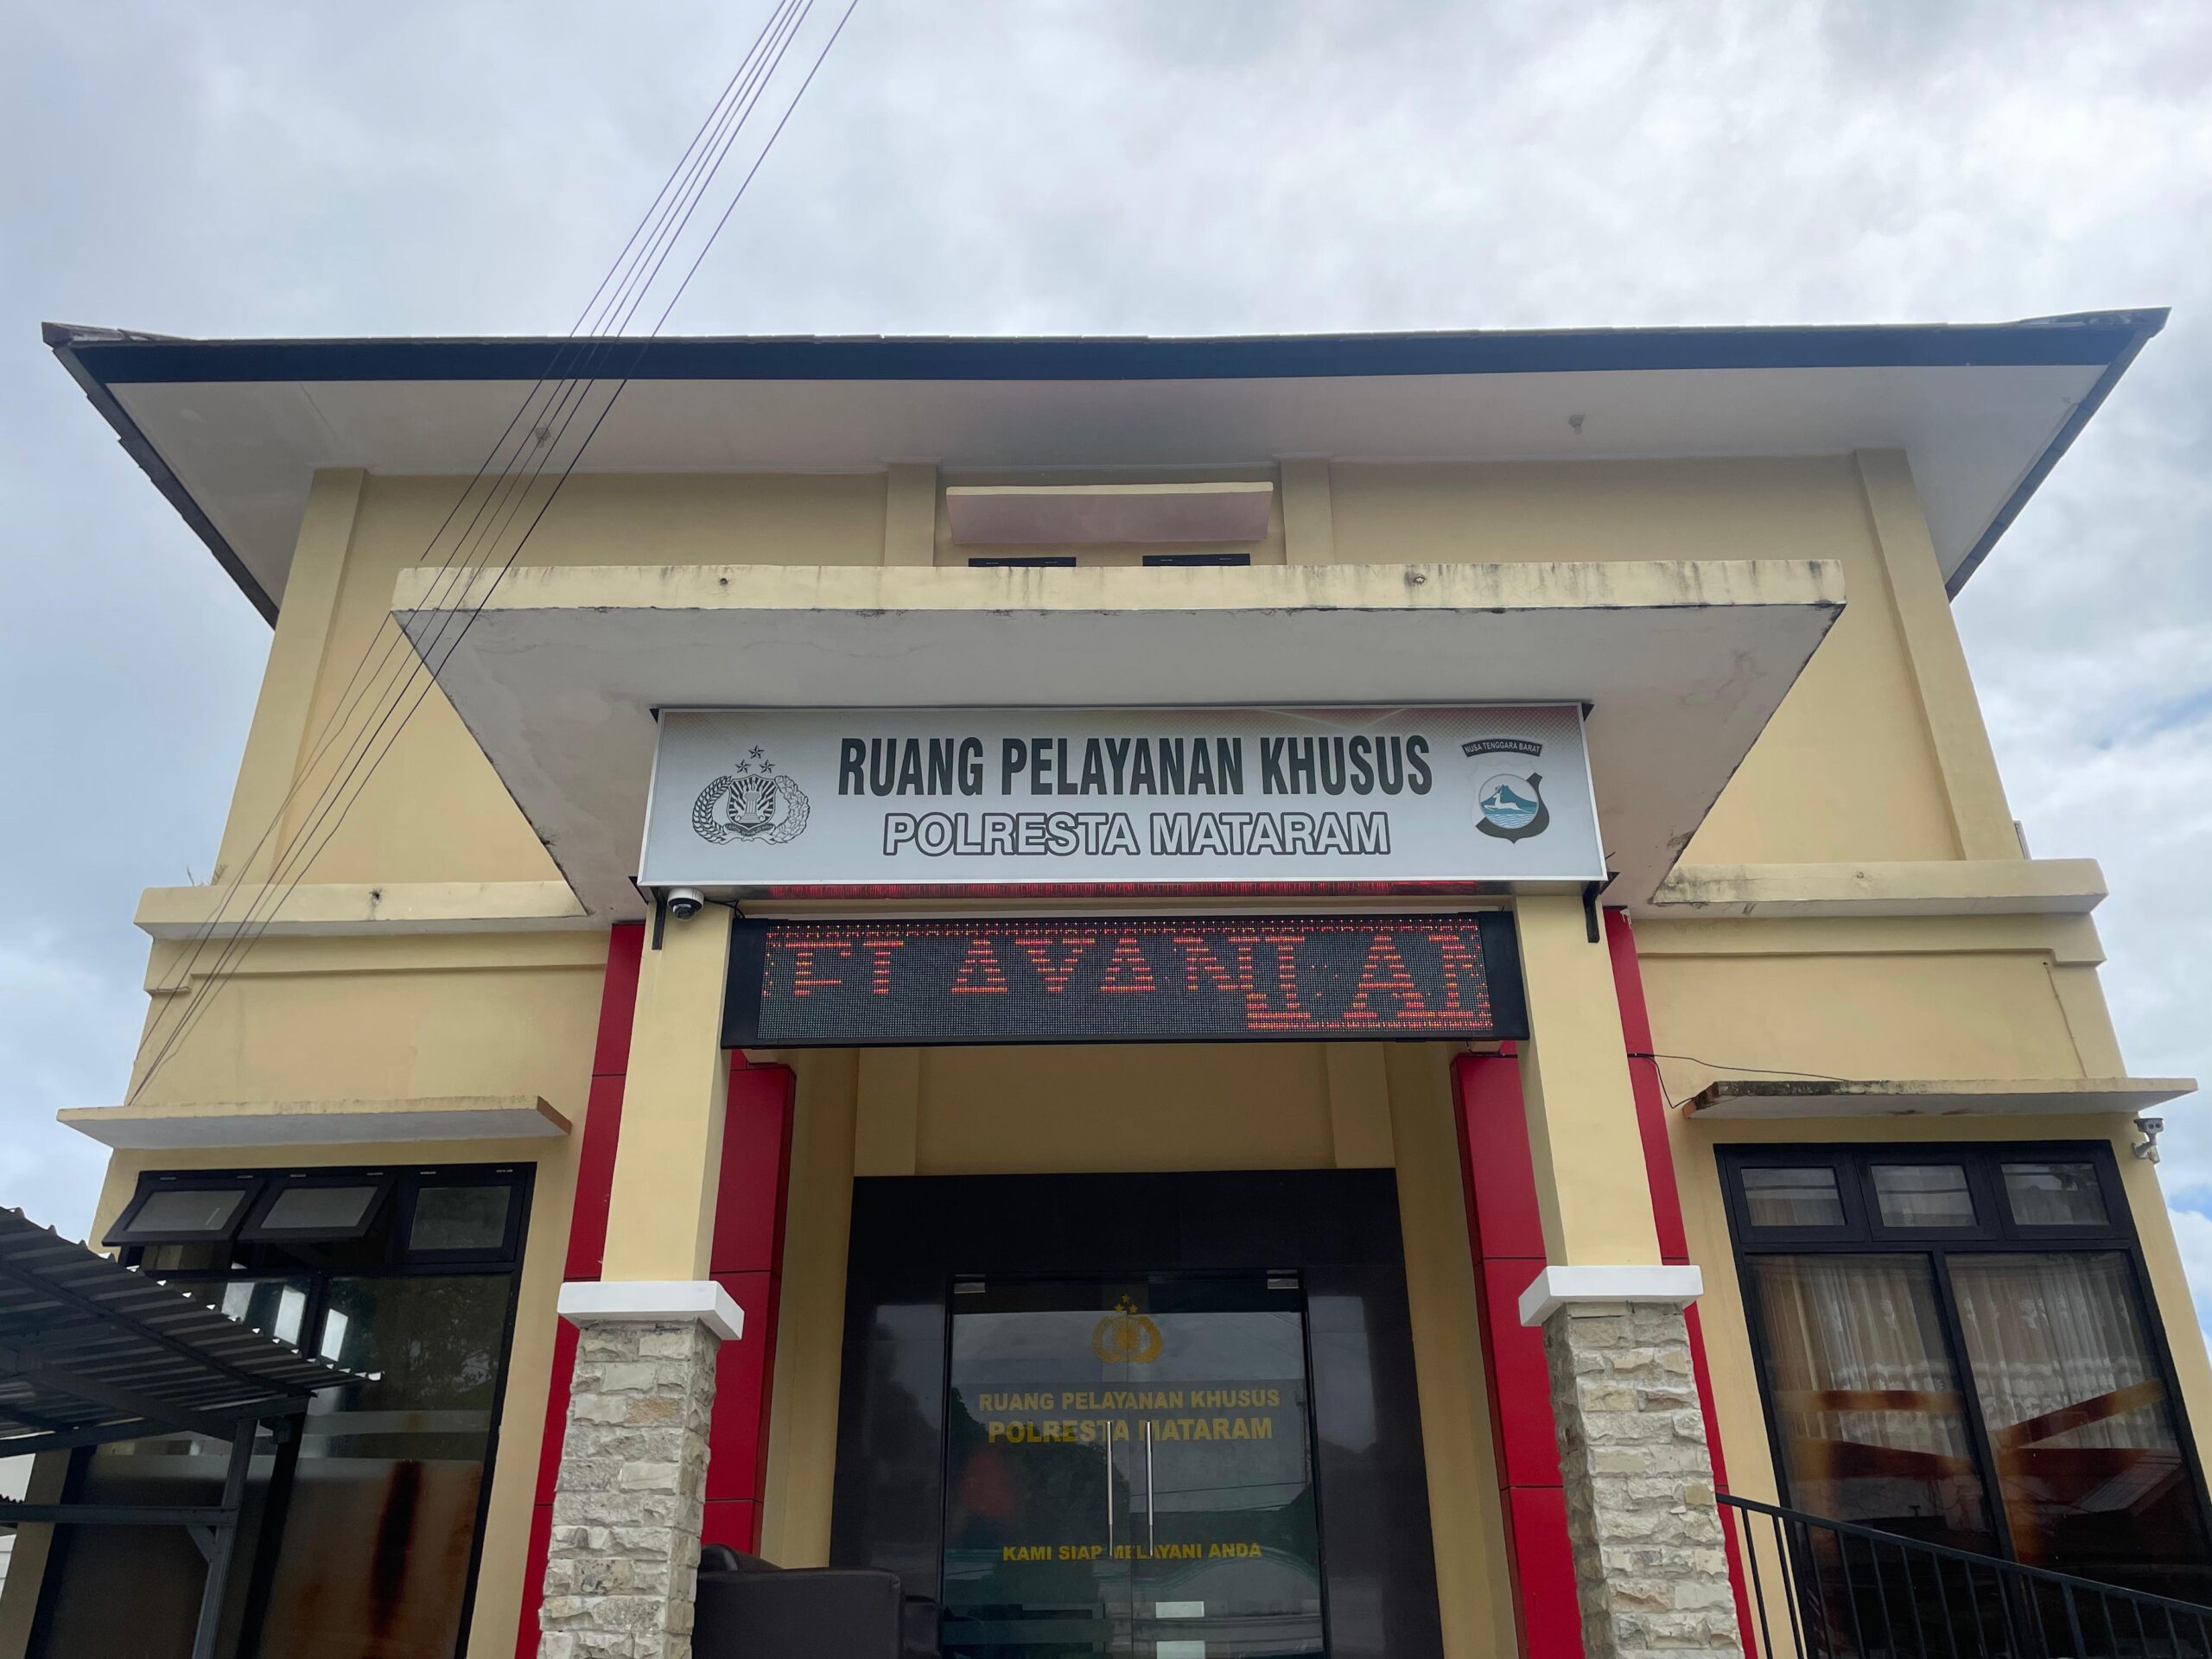 RUANG PELAYANAN KHUSUS
POLRESTA MATARAM
NUSA TENGGARA BARAT
RUANG PELAYANAN KHUSUS
POLRESTA MATARAM
KAMI SIAP MELAYANI ANDA